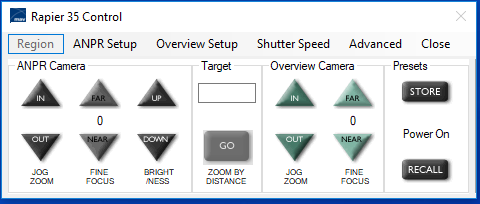 mav Rapier 35 Control
Region ANPR Setup Overview Setup Shutter Speed Advanced Close
ANPR Camera Target Overview Camera Presets
IN FAR UP IN FAR STORE
0 0
Power On
OUT NEAR DOWN GO OUT NEAR RECALL
JOG FINE BRIGHT ZOOM BY JOG FINE
ZOOM FOCUS /NESS DISTANCE ZOOM FOCUS